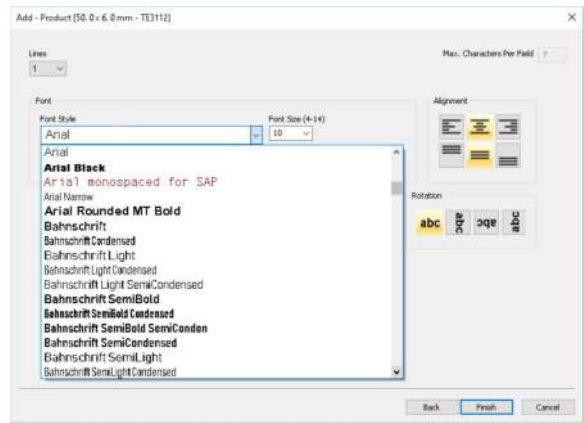 Add - Product [50. 0 x 6. 0 mm - TE3112]
Lines
1
Max. Characters Per Field
Font
Font Style
Arial
Font Size (4-14)
10
Alignment
Arial
Arial Black
Arial monospaced for SAP
Arial Narrow
Arial Rounded MT Bold
Bahnschrift
Bahnschrift Condensed
Bahnschrift Light
Bahnschrift Light Condensed
Bahnschrift Light SemiCondensed
Bahnschrift SemiBold
Bahnschrift SemiBold Condensed
Bahnschrift SemiBold SemiConden
Bahnschrift SemiCondensed
Bahnschrift SemiLight
Bahnschrift SemiLight Condensed
Rotation
abc abc abc abc
Back Finish Cancel